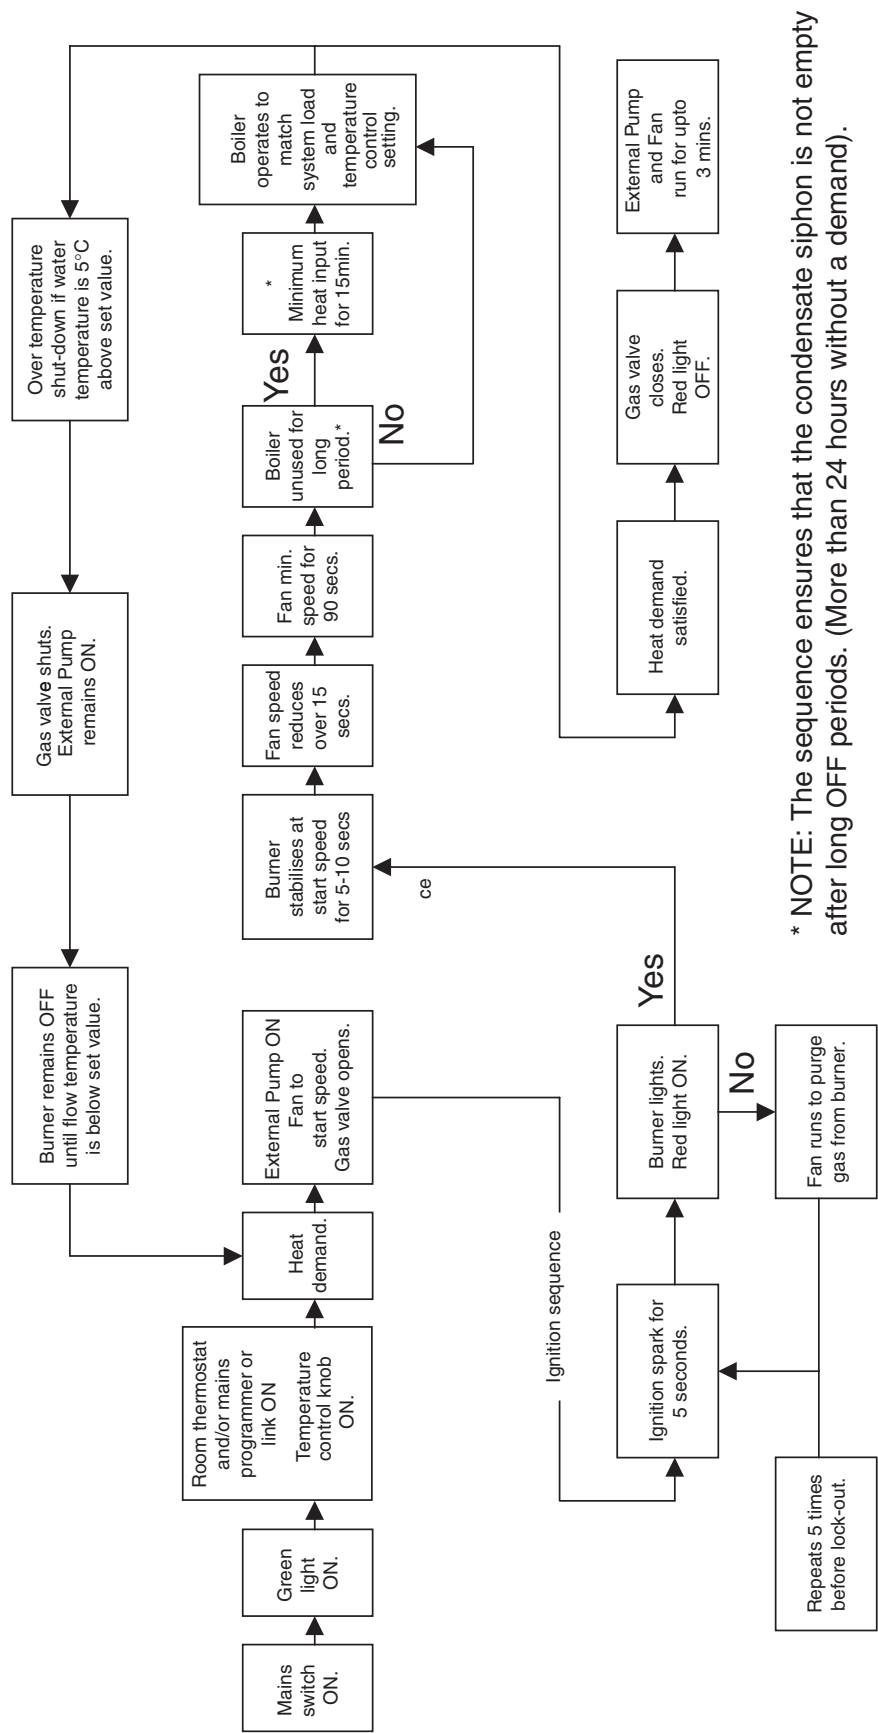 Over temperature
shut-down if water
temperature is 5°C
above set value.
Gas valve shuts.
External Pump
remains ON.
Burner remains OFF
until flow temperature
is below set value.
Mains
switch
ON.
Green
light
ON.
Room thermostat
and/or mains
programmer or
link ON
Temperature
control knob
ON.
Heat
demand.
External Pump ON
Fan to
start speed.
Gas valve opens.
Burner
stabilises at
start speed
for 5-10 secs
Fan speed
reduces
over 15
secs.
Fan min.
speed for
90 secs.
Boiler
unused for
long
period.*
Yes
No
*
Minimum
heat input
for 15min.
Boiler
operates to
match
system load
and
temperature
control
setting.
Ignition sequence
ce
Ignition spark for
5 seconds.
Burner lights.
Red light ON.
Yes
No
Heat demand
satisfied.
Gas valve
closes.
Red light
OFF.
External Pump
and Fan
run for upto
3 mins.
Repeats 5 times
before lock-out.
Fan runs to purge
gas from burner.
* NOTE: The sequence ensures that the condensate siphon is not empty
after long OFF periods. (More than 24 hours without a demand).